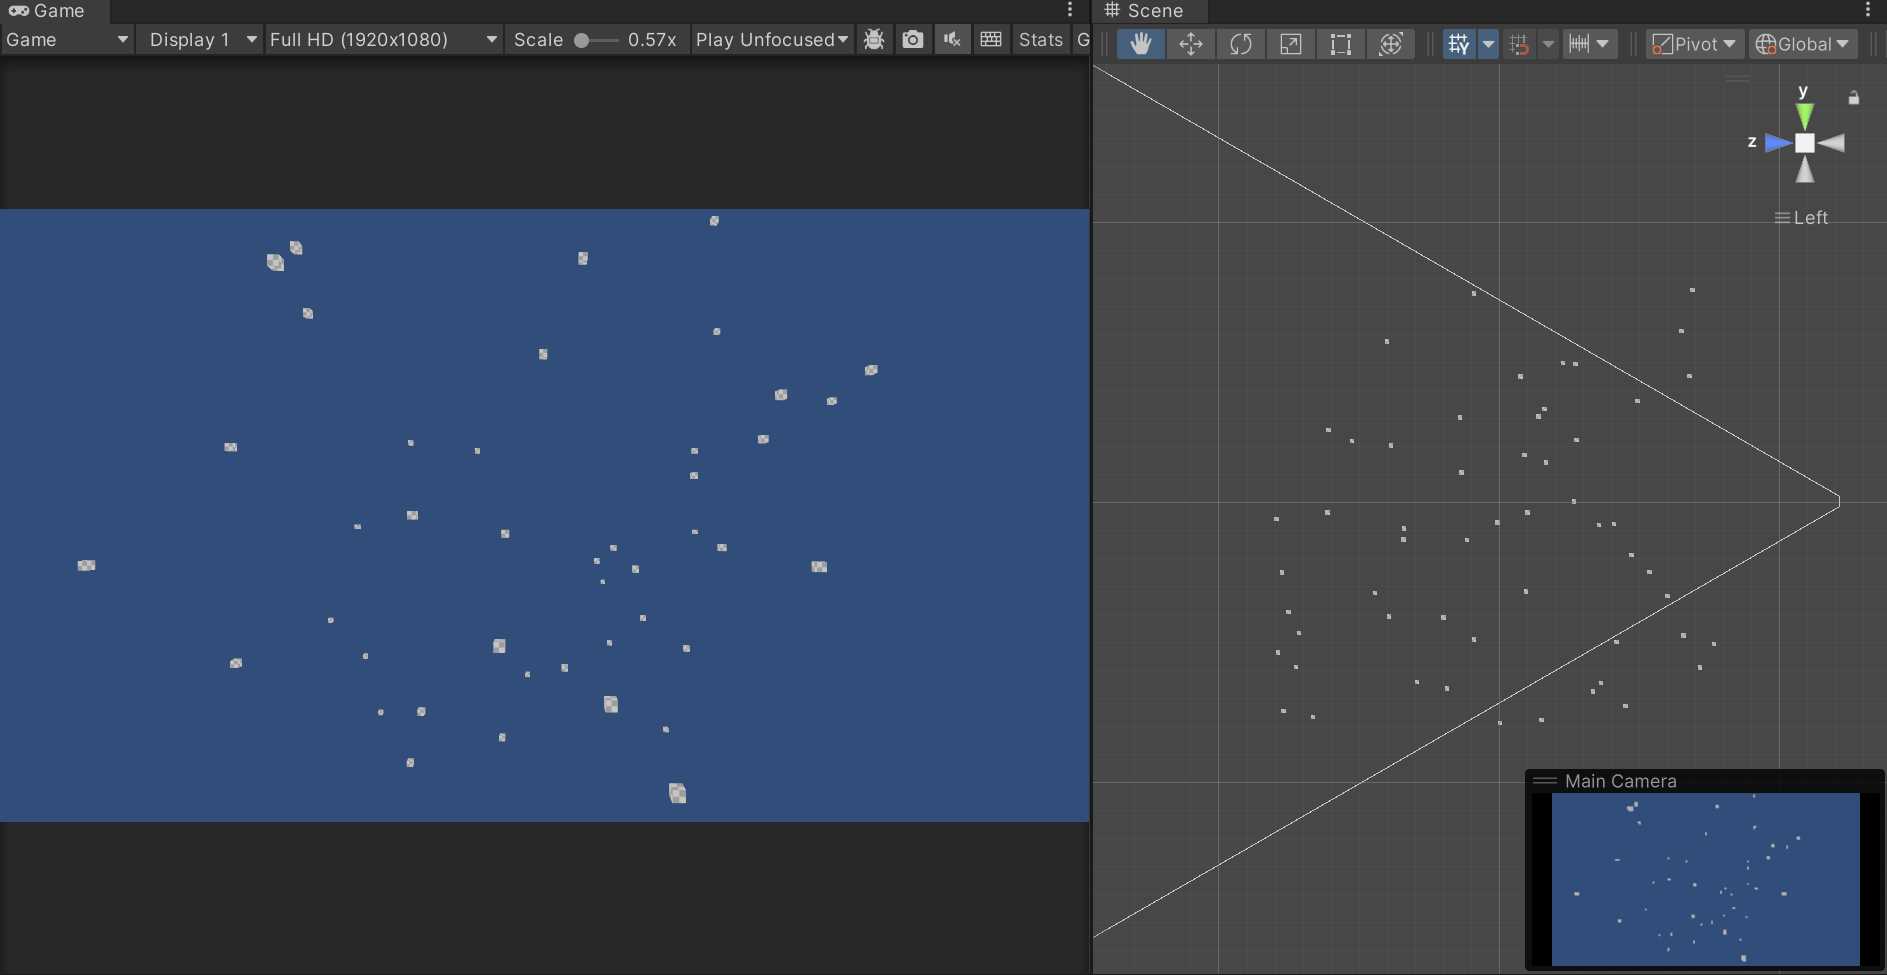 Game
Game Display 1 Full HD (1920x1080) Scale 0.57x Play Unfocused Stats G
Scene
Pivot Global
y
z
Left
Main Camera